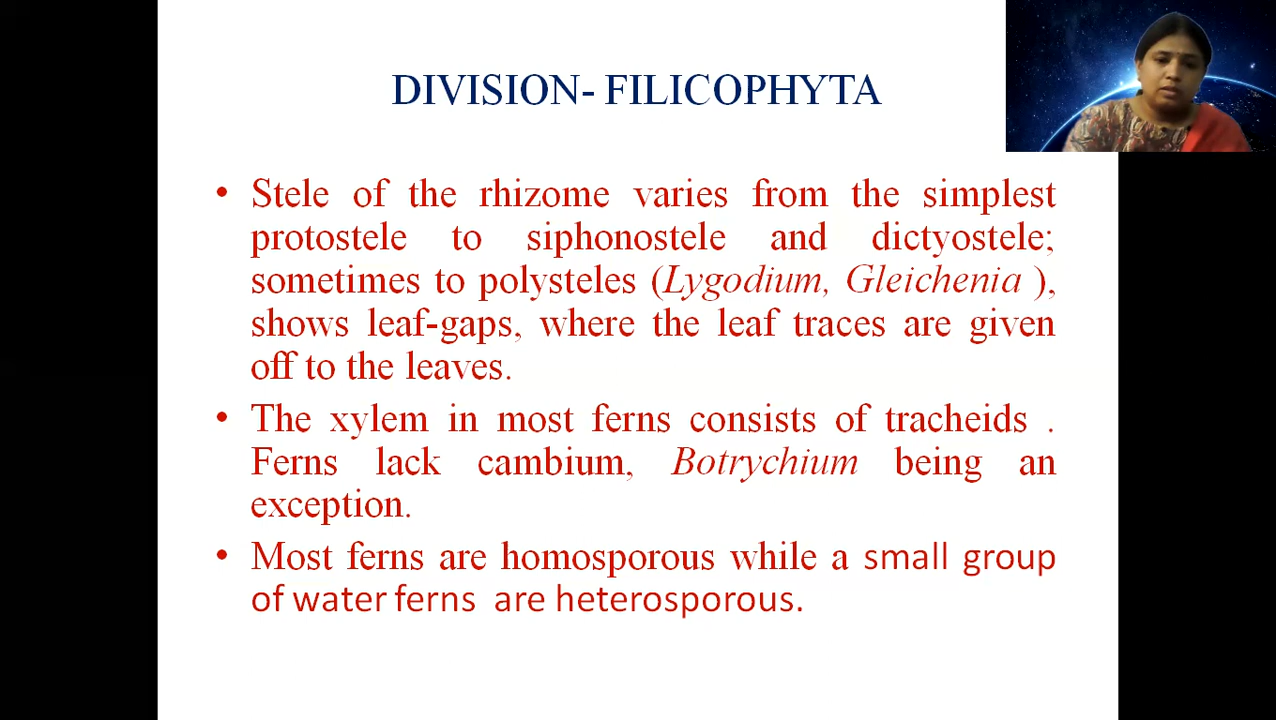 DIVISION- FILICOPHYTA
• Stele of the rhizome varies from the simplest
protostele to siphonostele and dictyostele;
sometimes to polysteles (Lygodium, Gleichenia ),
shows leaf-gaps, where the leaf traces are given
off to the leaves.
• The xylem in most ferns consists of tracheids .
Ferns lack cambium, Botrychium being an
exception.
• Most ferns are homosporous while a small group
of water ferns are heterosporous.